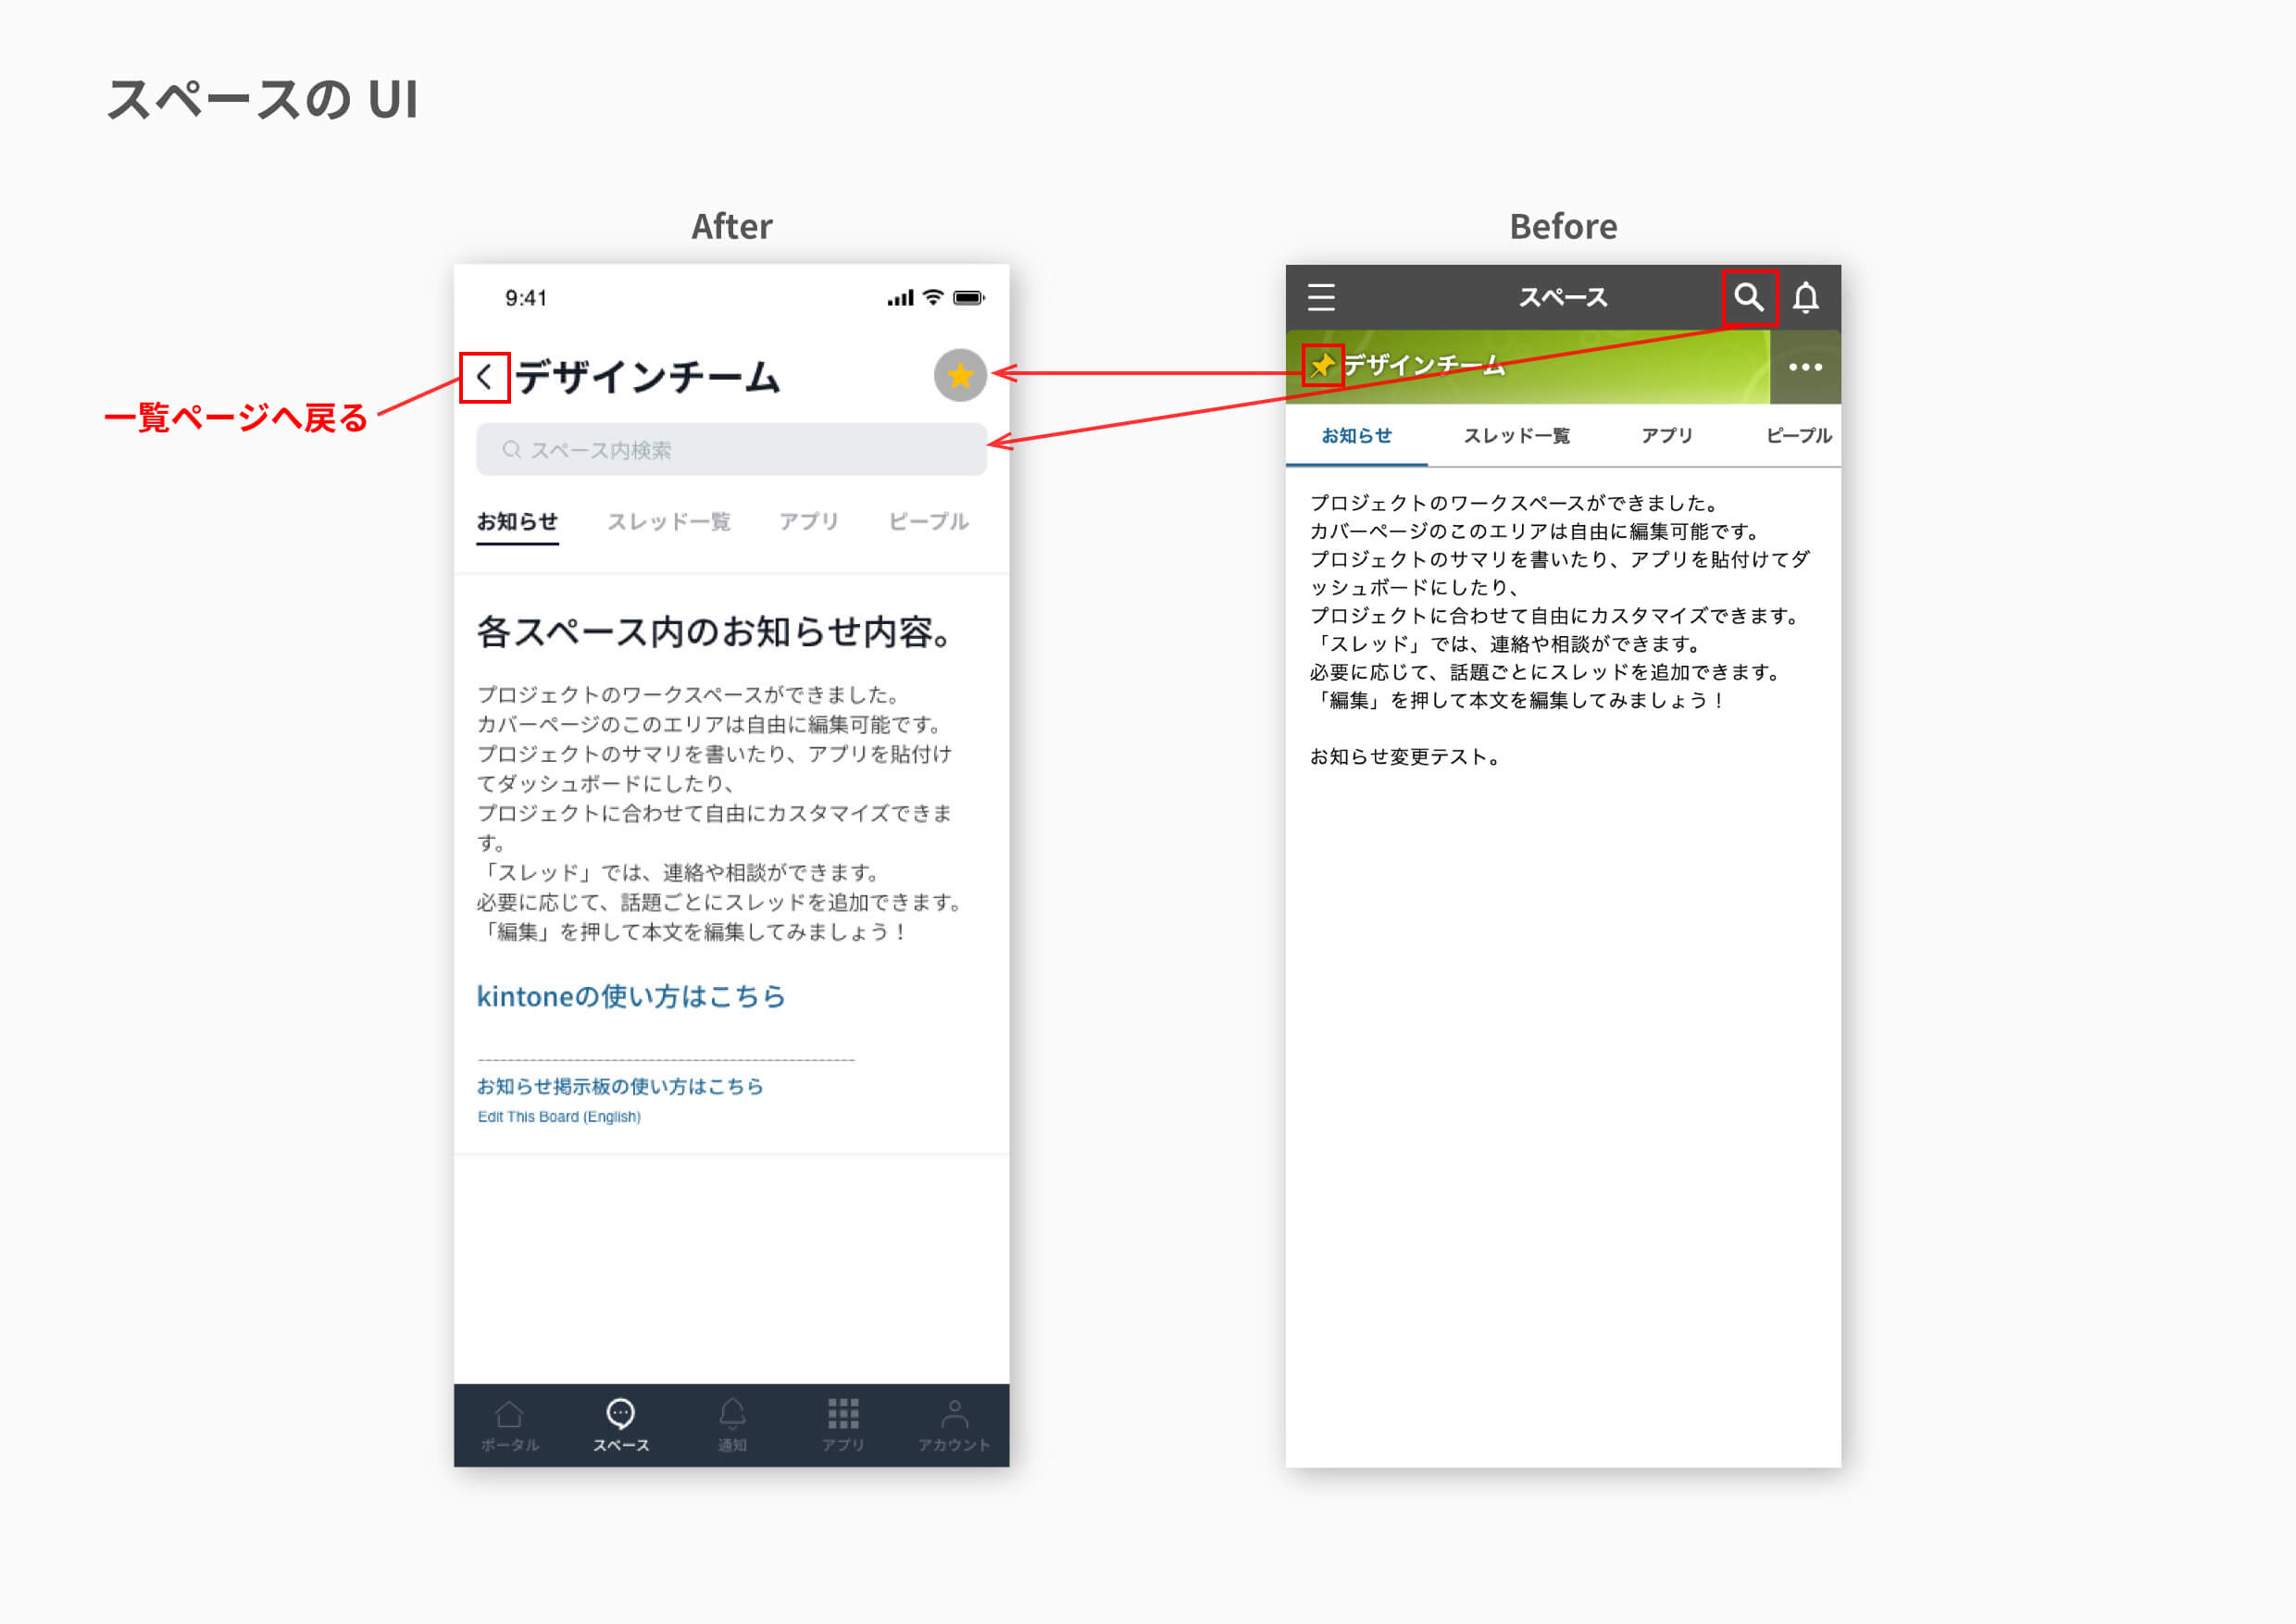 スペースの UI
After
9:41
デザインチーム
一覧ページへ戻る
スペース内検索
お知らせ スレッド一覧 アプリ ピープル
各スペース内のお知らせ内容。
プロジェクトのワークスペースができました。
カバーページのこのエリアは自由に編集可能です。
プロジェクトのサマリを書いたり、アプリを貼付け
てダッシュボードにしたり、
プロジェクトに合わせて自由にカスタマイズできま
す。
「スレッド」では、連絡や相談ができます。
必要に応じて、話題ごとにスレッドを追加できます。
「編集」を押して本文を編集してみましょう！
kintoneの使い方はこちら
お知らせ掲示板の使い方はこちら
Edit This Board (English)
ポータル スペース 通知 アプリ アカウント
Before
スペース
デザインチーム
お知らせ スレッド一覧 アプリ ピープル
プロジェクトのワークスペースができました。
カバーページのこのエリアは自由に編集可能です。
プロジェクトのサマリを書いたり、アプリを貼付けてダ
ッシュボードにしたり、
プロジェクトに合わせて自由にカスタマイズできます。
「スレッド」では、連絡や相談ができます。
必要に応じて、話題ごとにスレッドを追加できます。
「編集」を押して本文を編集してみましょう！
お知らせ変更テスト。